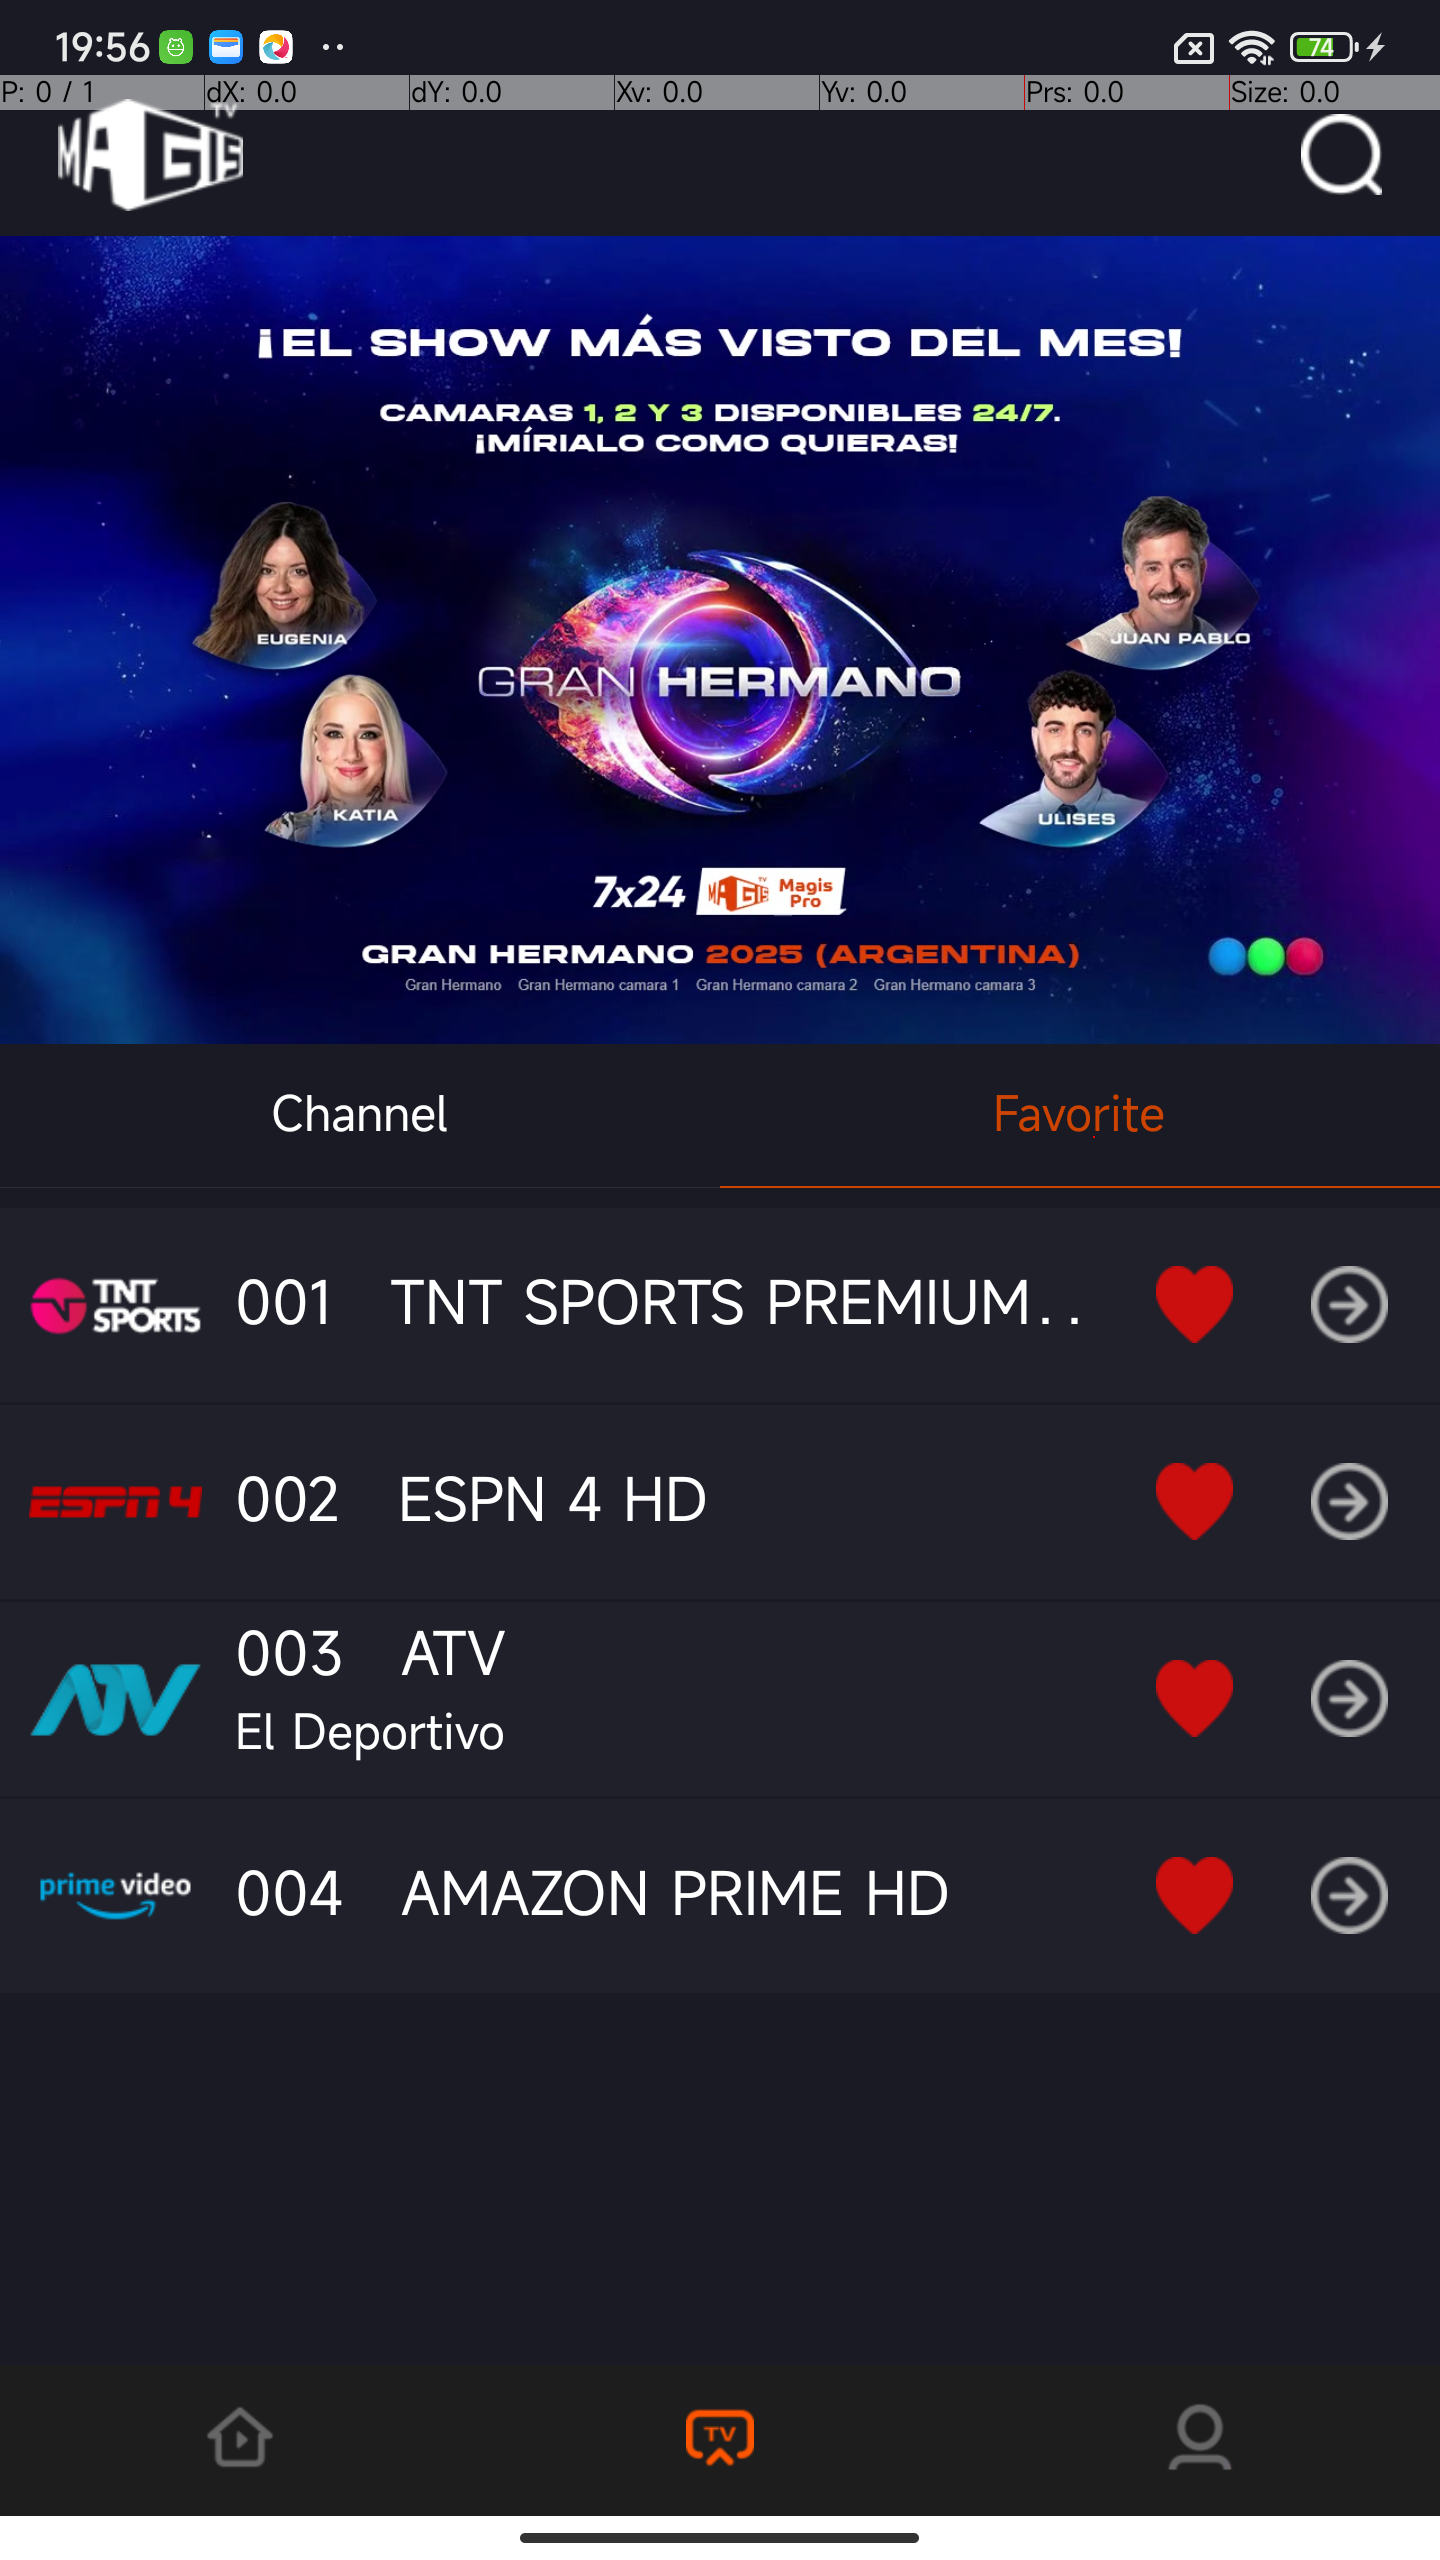 19:56
74
P: 0 / 1 dX: 0.0 dY: 0.0 Xv: 0.0 Yv: 0.0 Prs: 0.0 Size: 0.0
MAGIS TV
¡EL SHOW MÁS VISTO DEL MES!
CAMARAS 1, 2 Y 3 DISPONIBLES 24/7.
¡MÍRIALO COMO QUIERAS!
EUGENIA
JUAN PABLO
GRAN HERMANO
KATIA
ULISES
7x24 MAGIS TV Magis
Pro
GRAN HERMANO 2025 (ARGENTINA)
Gran Hermano Gran Hermano camara 1 Gran Hermano camara 2 Gran Hermano camara 3
Channel Favorite
TNT
SPORTS
001 TNT SPORTS PREMIUM..
ESPN 4 002 ESPN 4 HD
ATV 003 ATV
El Deportivo
prime video 004 AMAZON PRIME HD
TV